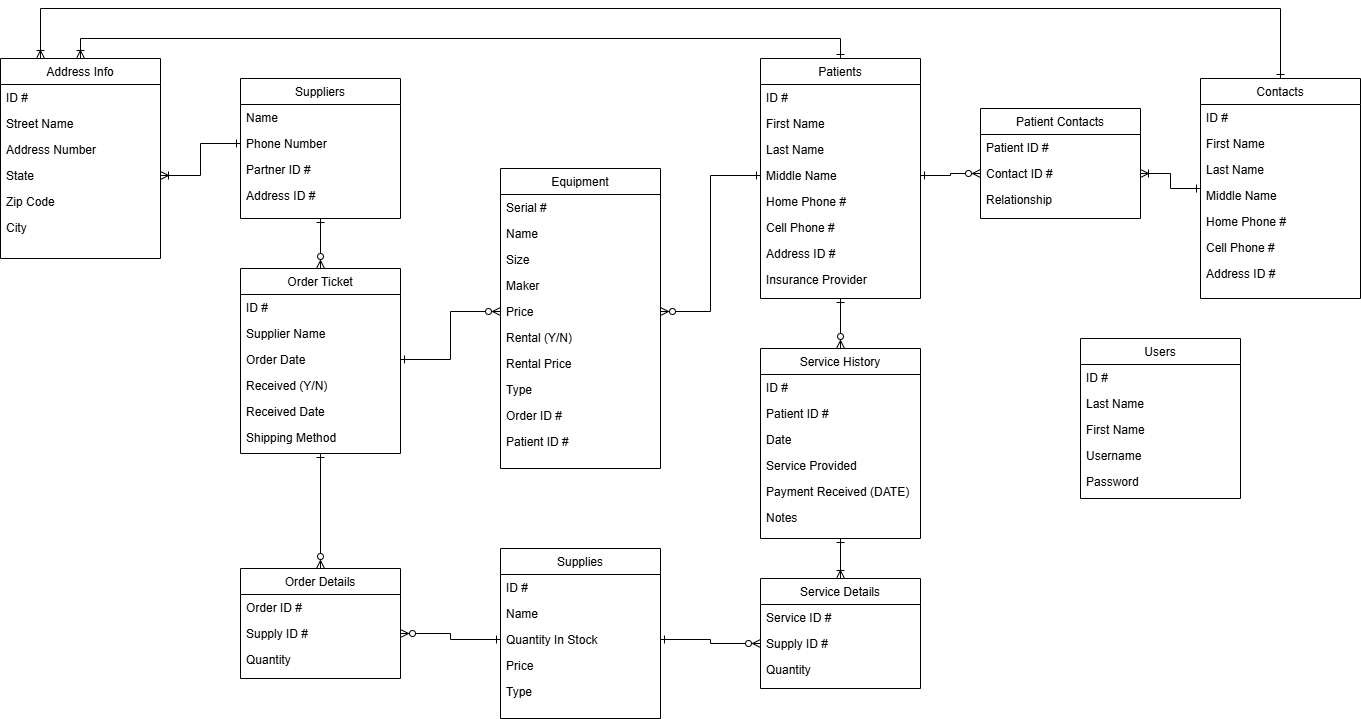 Address Info
ID #
Street Name
Address Number
State
Zip Code
City
Suppliers
Name
Phone Number
Partner ID #
Address ID #
Order Ticket
ID #
Supplier Name
Order Date
Received (Y/N)
Received Date
Shipping Method
Order Details
Order ID #
Supply ID #
Quantity
Equipment
Serial #
Name
Size
Maker
Price
Rental (Y/N)
Rental Price
Type
Order ID #
Patient ID #
Supplies
ID #
Name
Quantity In Stock
Price
Type
Patients
ID #
First Name
Last Name
Middle Name
Home Phone #
Cell Phone #
Address ID #
Insurance Provider
Service History
ID #
Patient ID #
Date
Service Provided
Payment Received (DATE)
Notes
Service Details
Service ID #
Supply ID #
Quantity
Patient Contacts
Patient ID #
Contact ID #
Relationship
Contacts
ID #
First Name
Last Name
Middle Name
Home Phone #
Cell Phone #
Address ID #
Users
ID #
Last Name
First Name
Username
Password